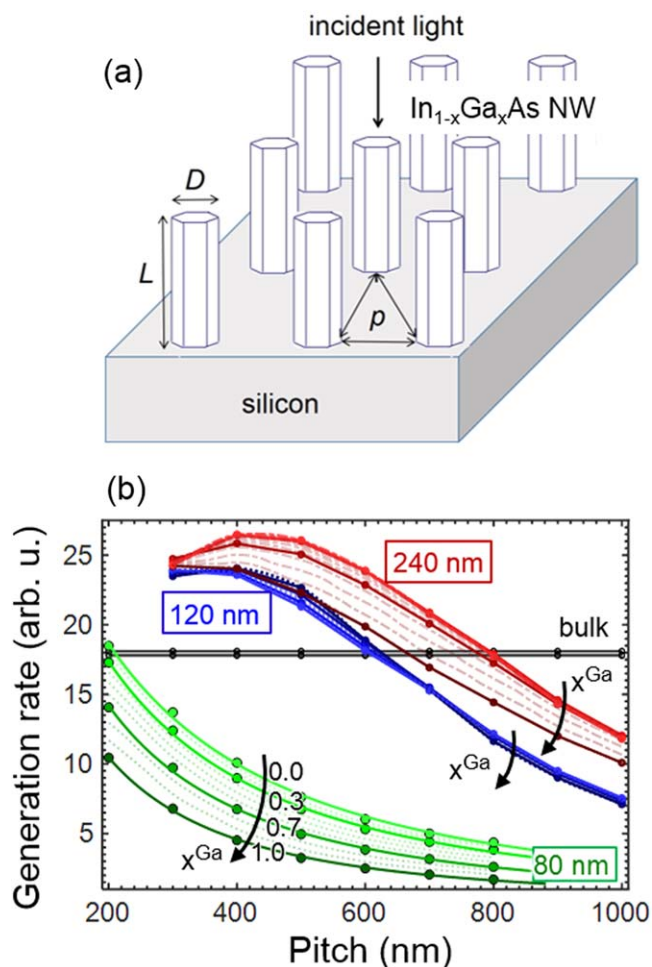 (a)
incident light
In₁₋ₓGaₓAs NW
D
L
p
silicon
(b)
Generation rate (arb. u.)
25
20
15
10
5
240 nm
120 nm
bulk
xᴳᵃ
xᴳᵃ
0.0
0.3
0.7
1.0
xᴳᵃ
80 nm
200 400 600 800 1000
Pitch (nm)